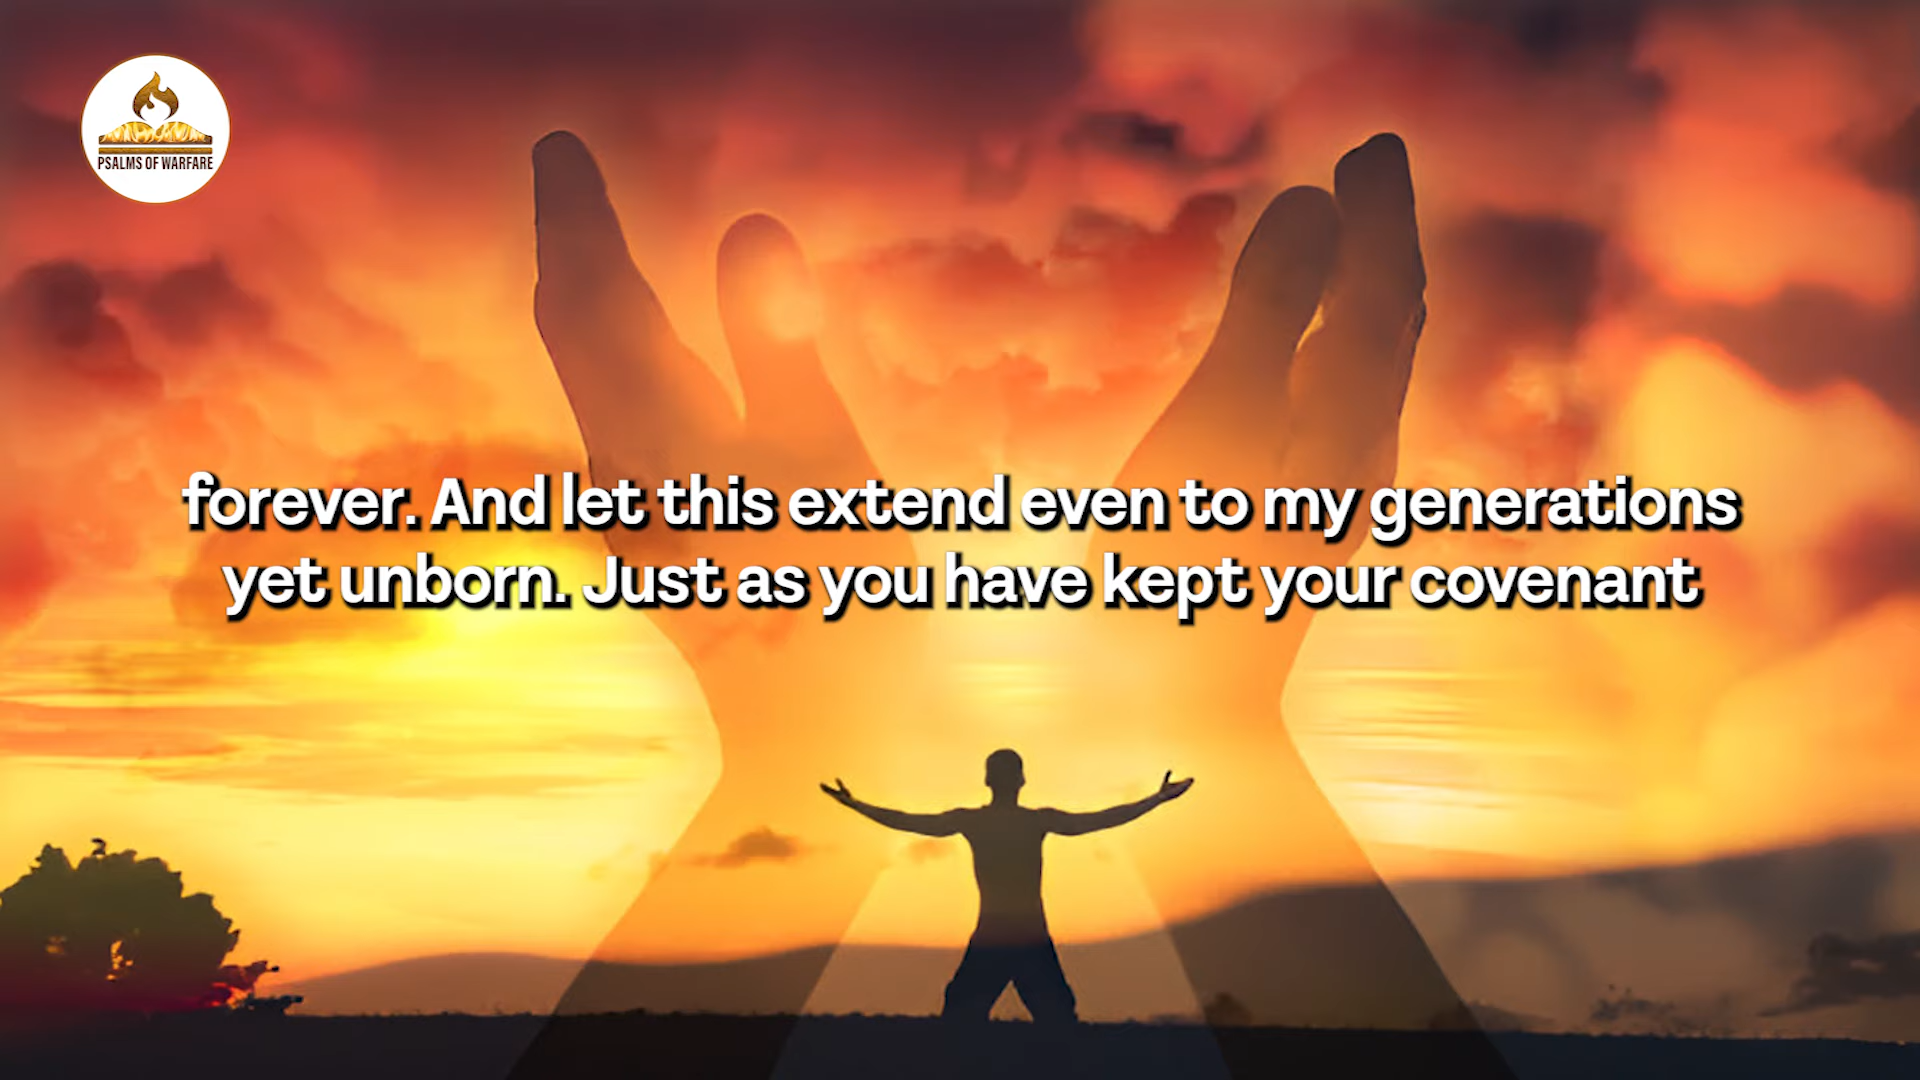 PSALMS OF WARFARE
forever. And let this extend even to my generations
yet unborn. Just as you have kept your covenant